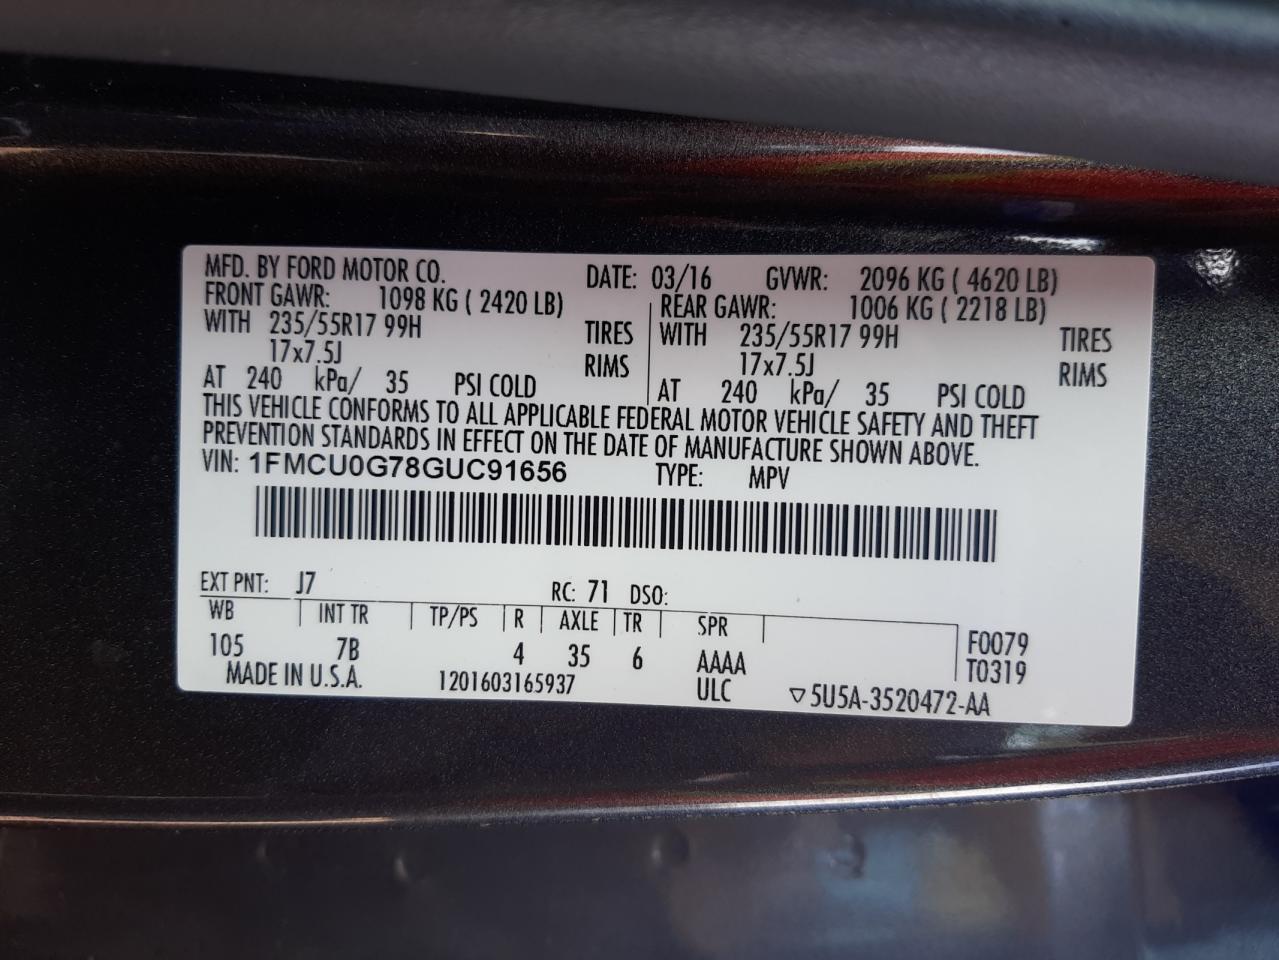 MFD. BY FORD MOTOR CO. DATE: 03/16 GVWR: 2096 KG ( 4620 LB)
FRONT GAWR: 1098 KG ( 2420 LB) REAR GAWR: 1006 KG ( 2218 LB)
WITH 235/55R17 99H TIRES WITH 235/55R17 99H TIRES
17x7.5J RIMS 17x7.5J RIMS
AT 240 kPa/ 35 PSI COLD AT 240 kPa/ 35 PSI COLD
THIS VEHICLE CONFORMS TO ALL APPLICABLE FEDERAL MOTOR VEHICLE SAFETY AND THEFT
PREVENTION STANDARDS IN EFFECT ON THE DATE OF MANUFACTURE SHOWN ABOVE.
VIN: 1FMCU0G78GUC91656 TYPE: MPV
EXT PNT: J7 RC: 71 DSO:
WB INT TR TP/PS R AXLE TR SPR
105 7B 4 35 6 AAAA F0079
MADE IN U.S.A. 1201603165937 ULC ▽5U5A-3520472-AA T0319